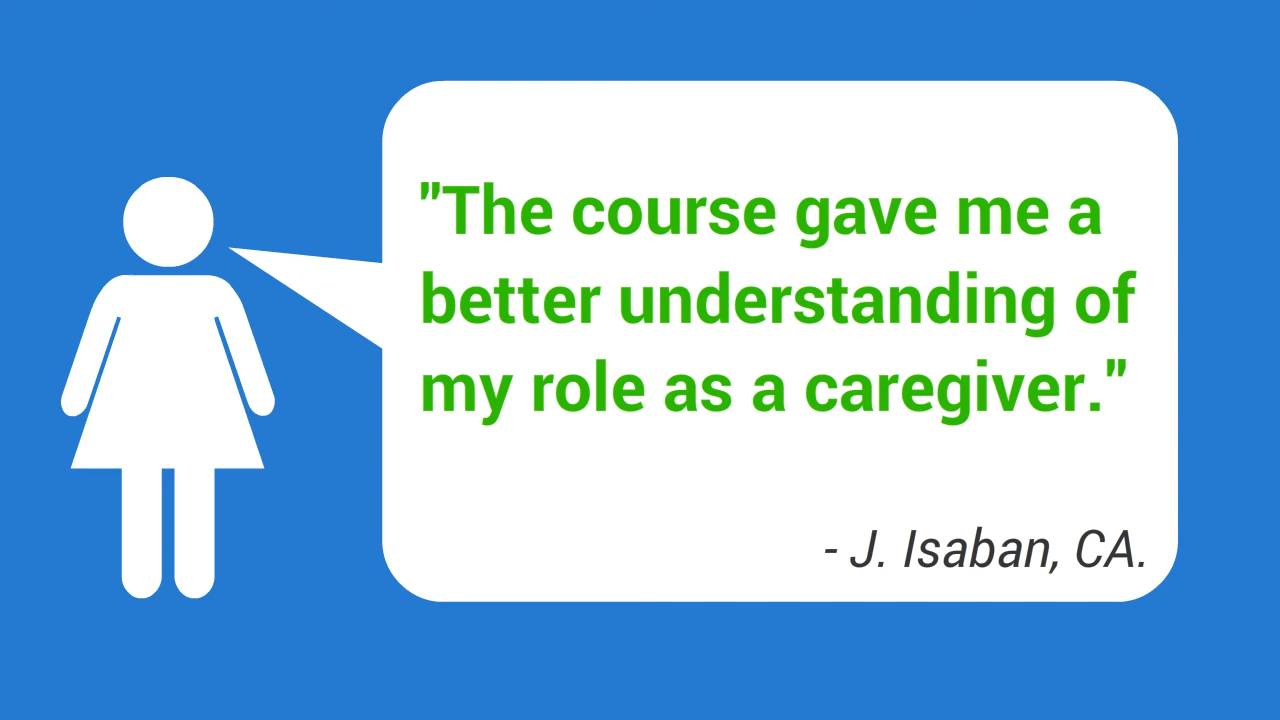 "The course gave me a
better understanding of
my role as a caregiver."
- J. Isaban, CA.